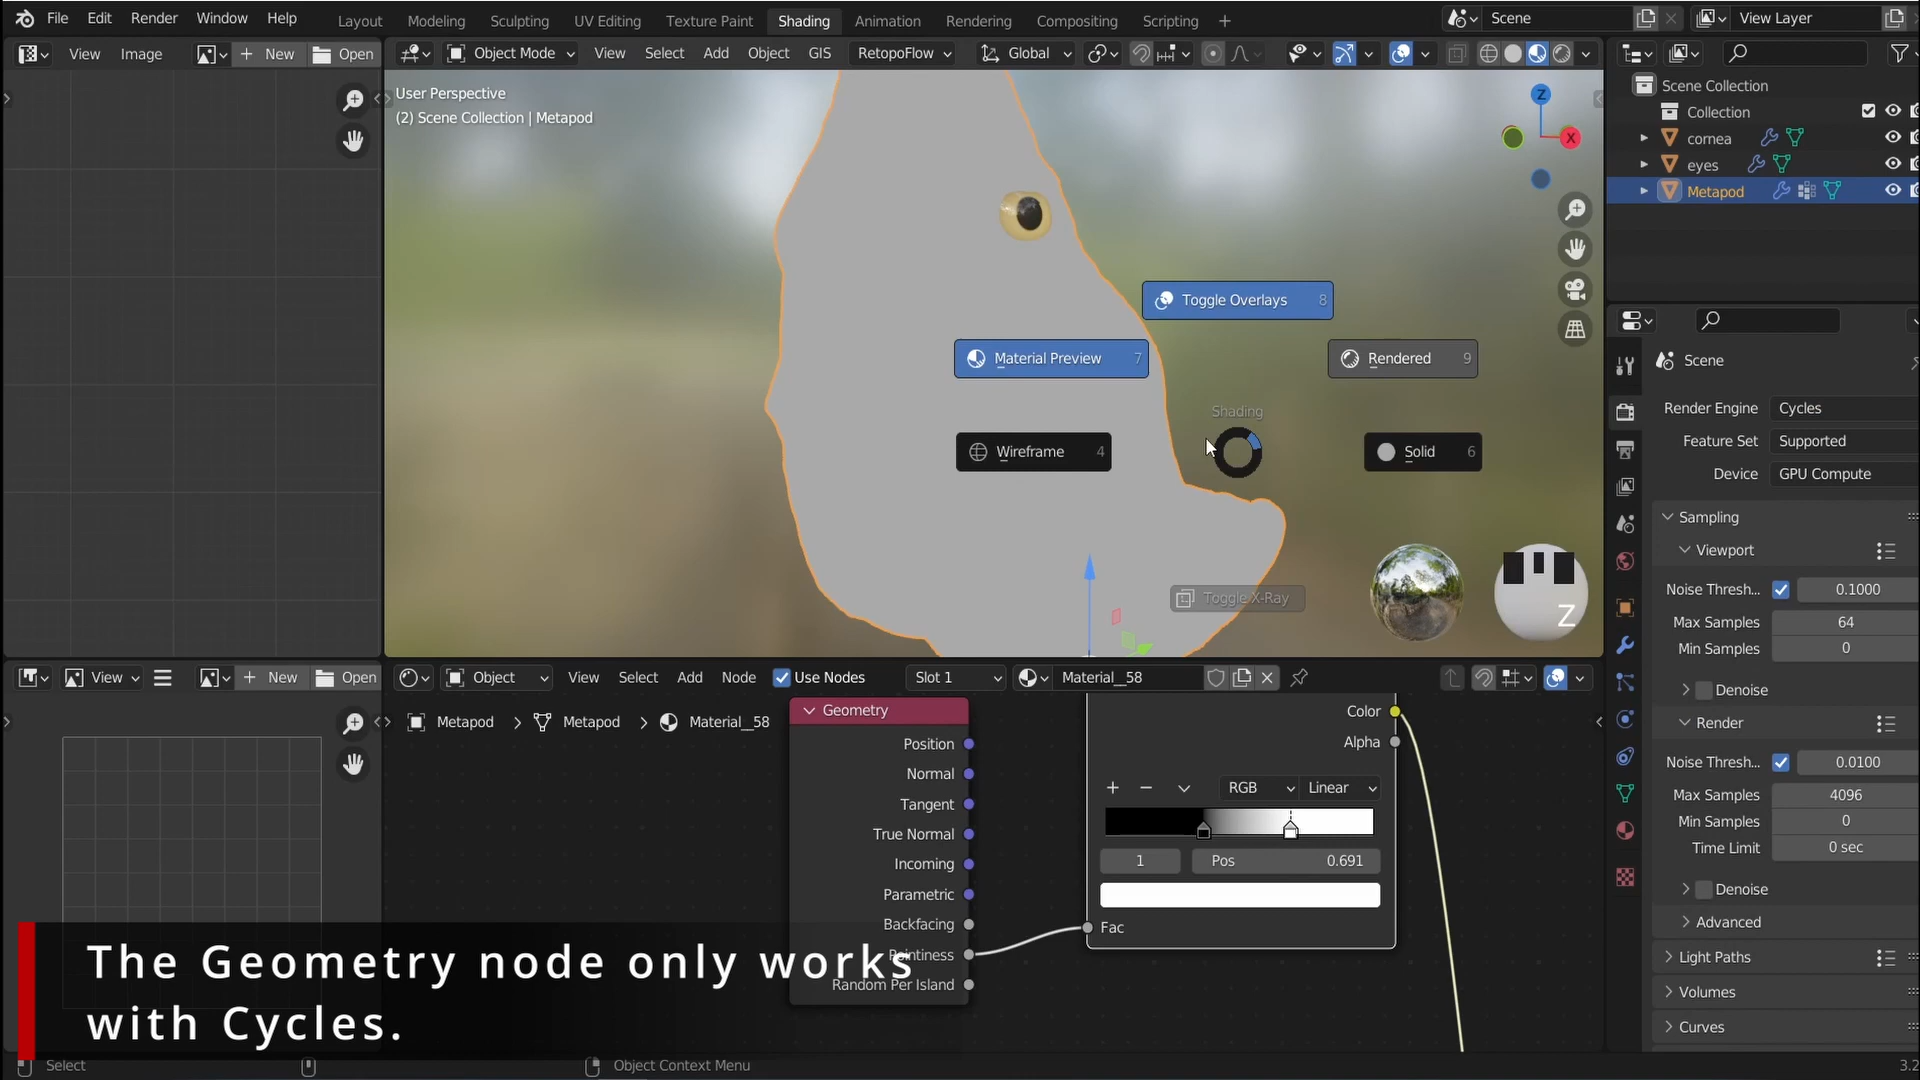 File Edit Render Window Help
Layout Modeling Sculpting UV Editing Texture Paint Shading Animation Rendering Compositing Scripting +
Scene
View Layer
View Image
+ New
Open
Object Mode
View Select Add Object GIS
RetopoFlow
Global
User Perspective
(2) Scene Collection | Metapod
Z
X
Toggle Overlays 8
Material Preview 7
Rendered 9
Shading
Wireframe 4
Solid 6
Toggle X-Ray
Z
Scene Collection
Collection
cornea
eyes
Metapod
Scene
Render Engine Cycles
Feature Set Supported
Device GPU Compute
Sampling
Viewport
Noise Thresh... 0.1000
Max Samples 64
Min Samples 0
Denoise
Render
Noise Thresh... 0.0100
Max Samples 4096
Min Samples 0
Time Limit 0 sec
Denoise
Advanced
Light Paths
Volumes
Curves
View
+ New
Open
Object
View Select Add Node
Use Nodes
Slot 1
Material__58
Metapod > Metapod > Material__58
Geometry
Position
Normal
Tangent
True Normal
Incoming
Parametric
Backfacing
Pointiness
Random Per Island
Color
Alpha
+ −
RGB
Linear
1
Pos 0.691
Fac
The Geometry node only works
with Cycles.
Select
Object Context Menu
3.2